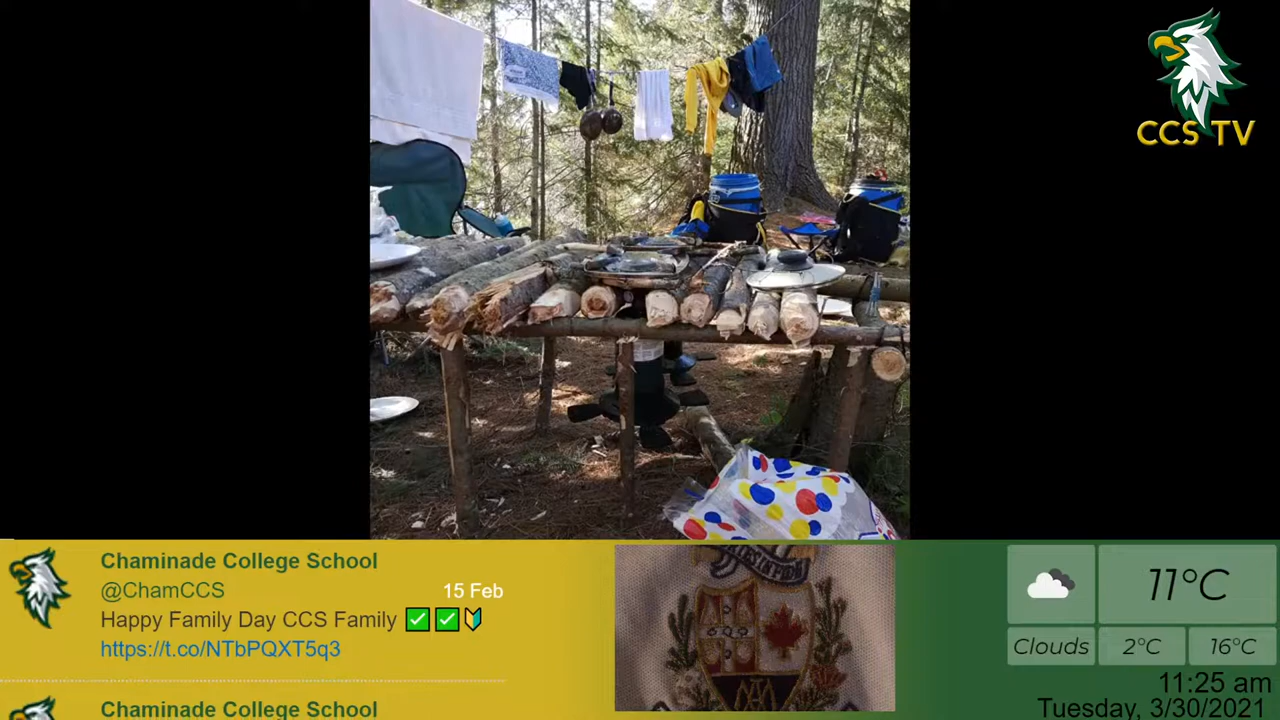 CCS TV
Chaminade College School
@ChamCCS
15 Feb
Happy Family Day CCS Family
https://t.co/NTbPQXT5q3
Chaminade College School
11°C
Clouds
2°C
16°C
11:25 am
Tuesday, 3/30/2021